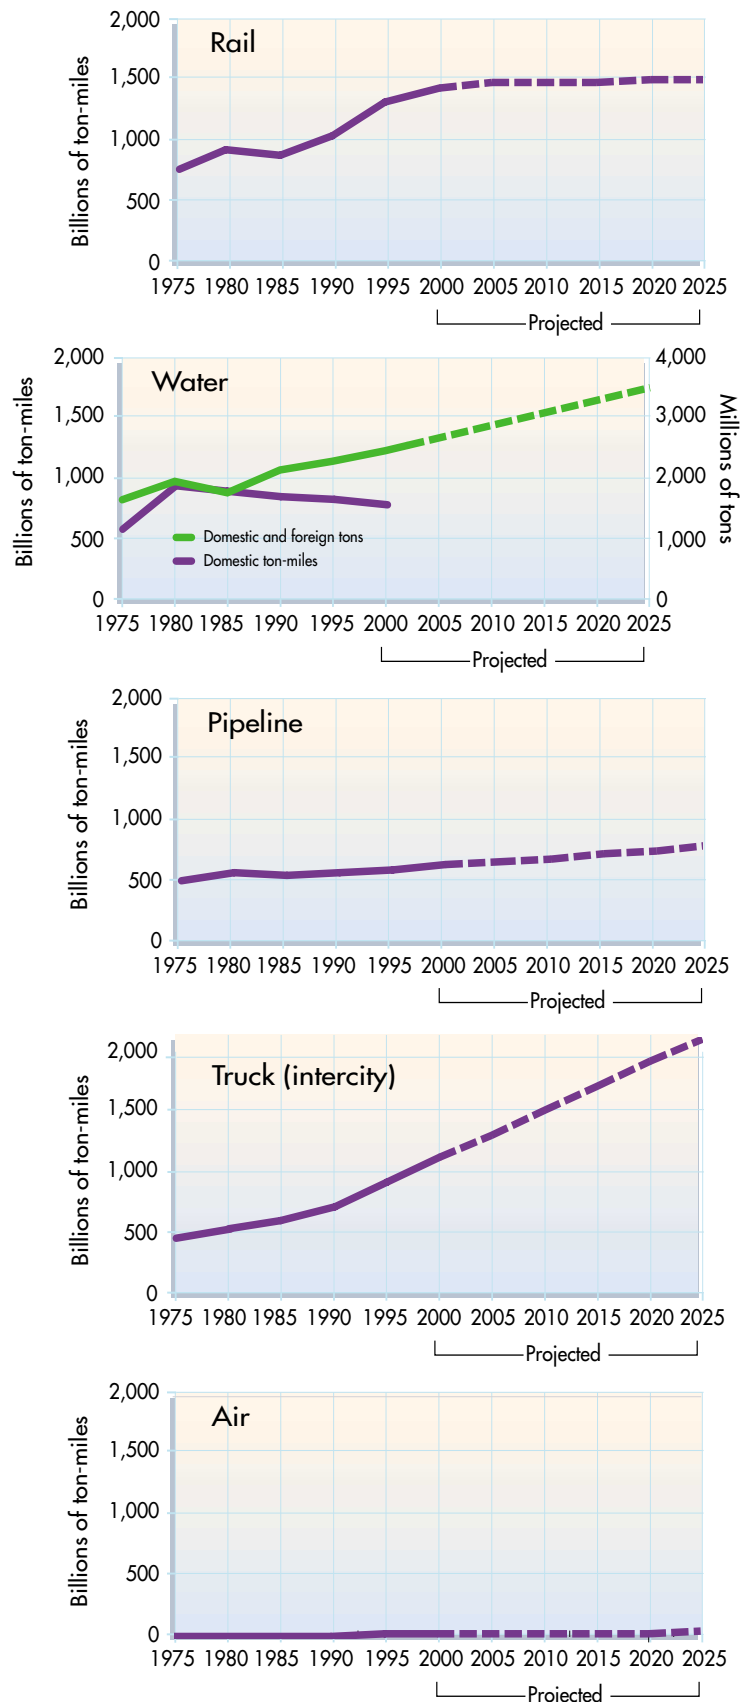 Rail
Billions of ton-miles
2,000
1,500
1,000
500
0
1975 1980 1985 1990 1995 2000 2005 2010 2015 2020 2025
Projected
Water
Billions of ton-miles
2,000
1,500
1,000
500
0
4,000
3,000
2,000
1,000
0
Millions of tons
Domestic and foreign tons
Domestic ton-miles
1975 1980 1985 1990 1995 2000 2005 2010 2015 2020 2025
Projected
Pipeline
Billions of ton-miles
2,000
1,500
1,000
500
0
1975 1980 1985 1990 1995 2000 2005 2010 2015 2020 2025
Projected
Truck (intercity)
Billions of ton-miles
2,000
1,500
1,000
500
0
1975 1980 1985 1990 1995 2000 2005 2010 2015 2020 2025
Projected
Air
Billions of ton-miles
2,000
1,500
1,000
500
0
1975 1980 1985 1990 1995 2000 2005 2010 2015 2020 2025
Projected